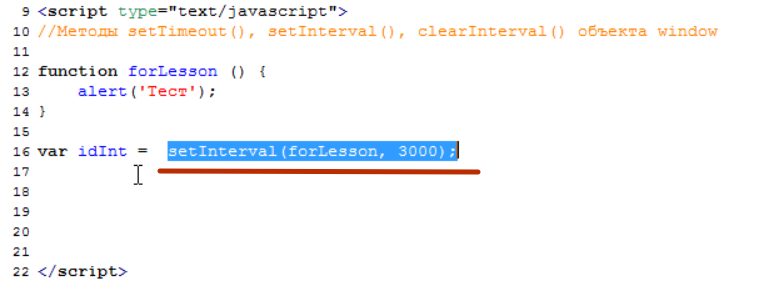 9 <script type="text/javascript">
10 //Методы setTimeout(), setInterval(), clearInterval() объекта window
11
12 function forLesson () {
13     alert('Тест');
14 }
15
16 var idInt =  setInterval(forLesson, 3000);
17
18
19
20
21
22 </script>